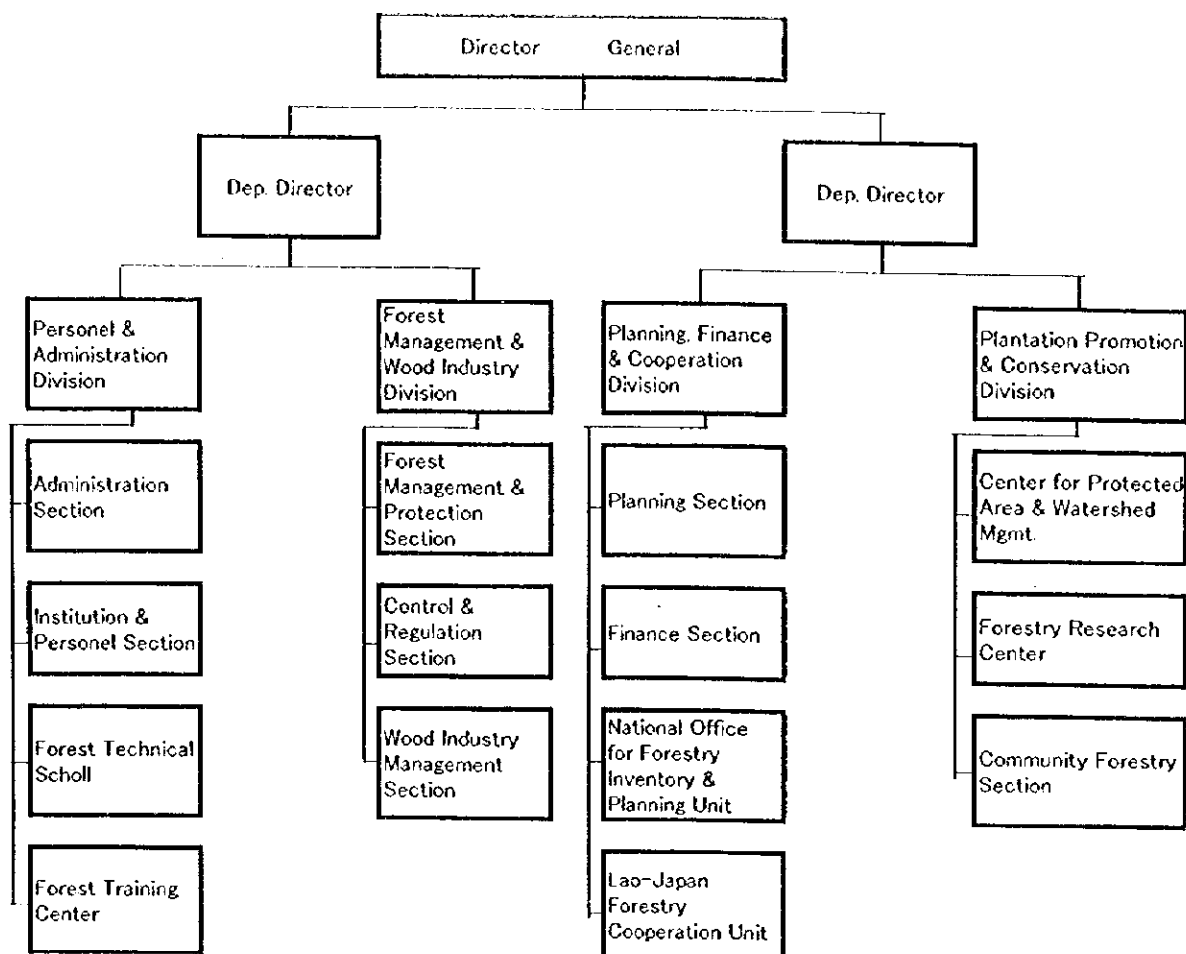 Director General
Dep. Director
Dep. Director
Personel &
Administration
Division
Forest
Management &
Wood Industry
Division
Planning, Finance
& Cooperation
Division
Plantation Promotion
& Conservation
Division
Administration
Section
Forest
Management &
Protection
Section
Planning Section
Center for Protected
Area & Watershed
Mgmt.
Institution &
Personel Section
Control &
Regulation
Section
Finance Section
Forestry Research
Center
Forest Technical
Scholl
Wood Industry
Management
Section
National Office
for Forestry
Inventory &
Planning Unit
Community Forestry
Section
Forest Training
Center
Lao-Japan
Forestry
Cooperation Unit